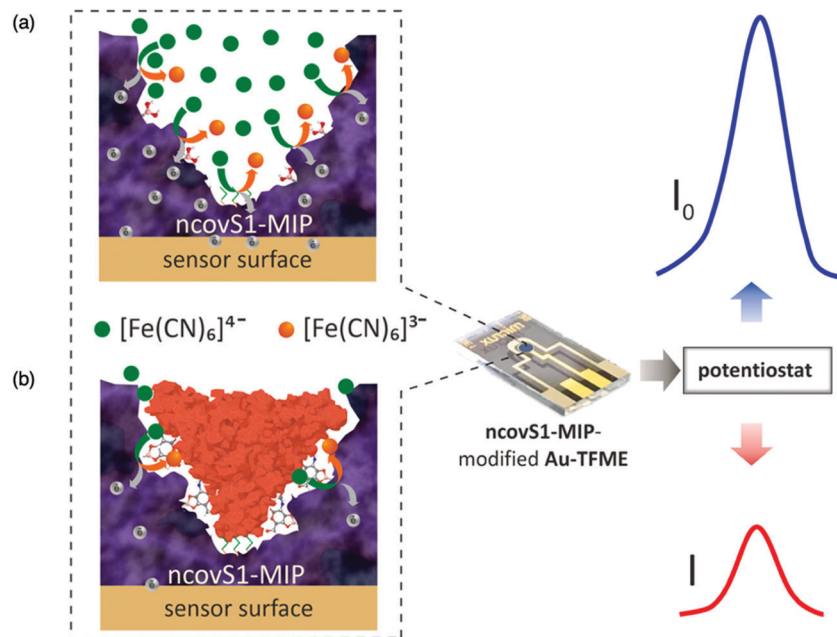 (a)
I₀
ncovS1-MIP
sensor surface
[Fe(CN)₆]⁴⁻
[Fe(CN)₆]³⁻
potentiostat
(b)
ncovS1-MIP-
modified Au-TFME
I
ncovS1-MIP
sensor surface